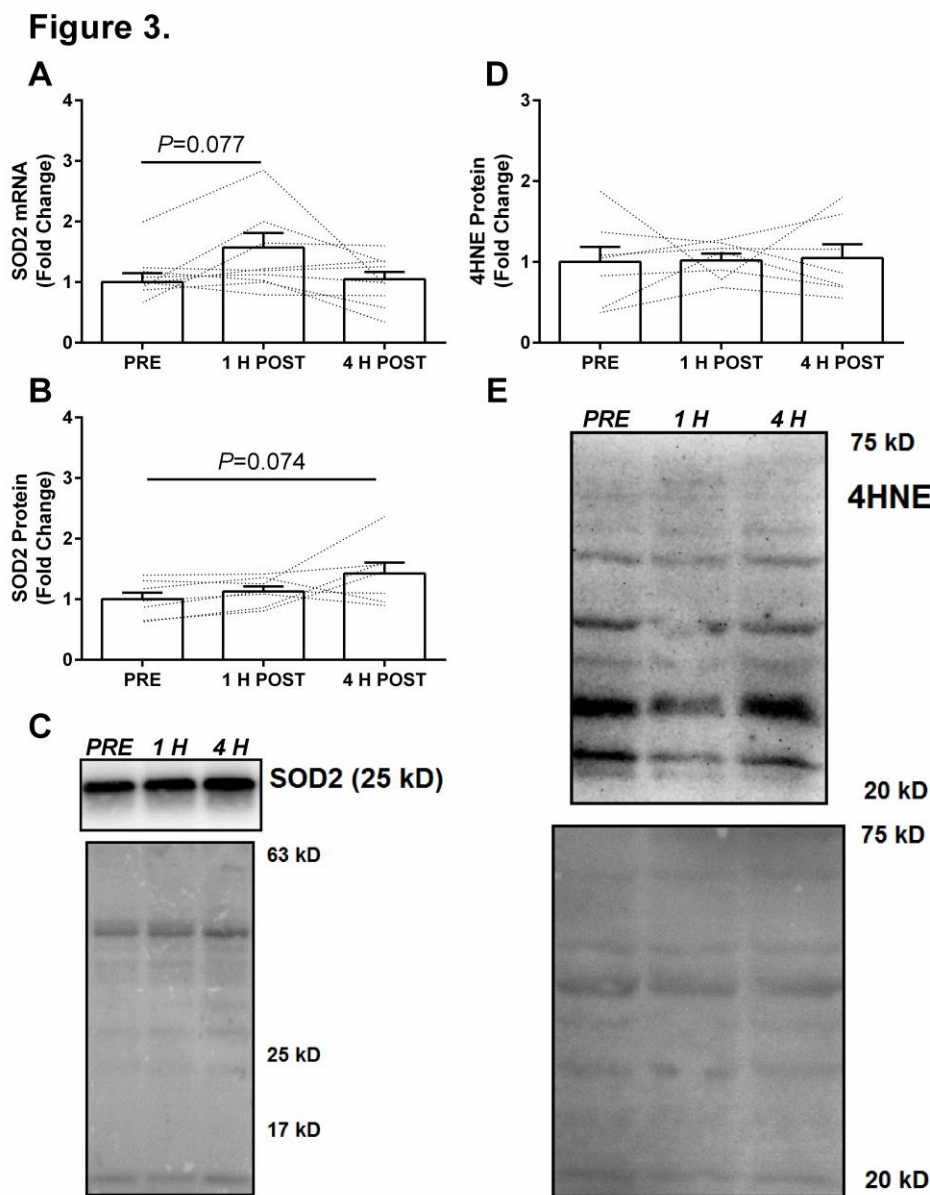 Figure 3.
A
SOD2 mRNA
(Fold Change)
4
3
2
1
0
P=0.077
PRE
1 H POST
4 H POST
B
SOD2 Protein
(Fold Change)
4
3
2
1
0
P=0.074
PRE
1 H POST
4 H POST
C
PRE 1 H 4 H
SOD2 (25 kD)
63 kD
25 kD
17 kD
D
4HNE Protein
(Fold Change)
3
2
1
0
PRE
1 H POST
4 H POST
E
PRE 1 H 4 H
75 kD
4HNE
20 kD
75 kD
20 kD